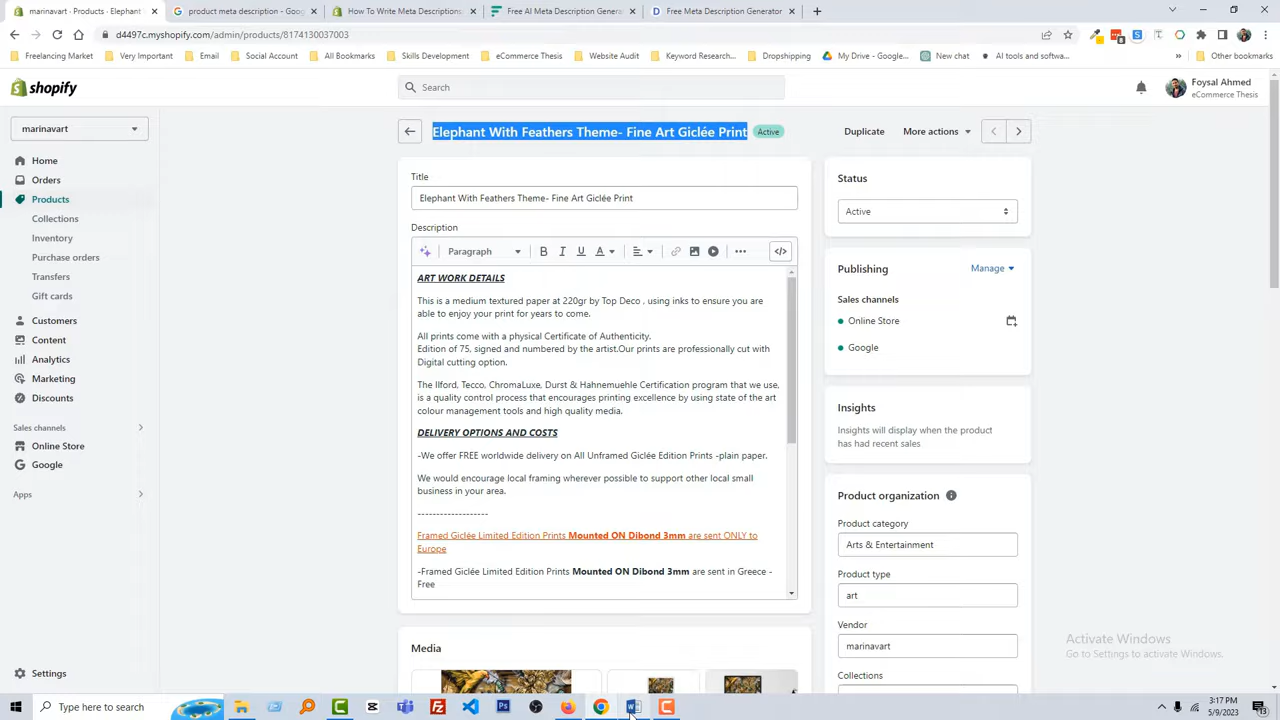 products · Elephant
product meta description - Goo
How To Write Meta Descriptions
Free AI Meta Description Genera
Free Meta Description Generator
d4497c.myshopify.com/admin/products/8174130037003
Freelancing Market
Very Important
Email
Social Account
All Bookmarks
Skills Development
eCommerce Thesis
Website Audit
Keyword Research...
Dropshipping
My Drive - Google...
New chat
AI tools and softwa...
»
Other bookmarks
shopify
Search
Foysal Ahmed
eCommerce Thesis
marinavart
Elephant With Feathers Theme- Fine Art Giclée Print
Active
Duplicate
More actions
Home
Orders
Products
Collections
Inventory
Purchase orders
Transfers
Gift cards
Customers
Content
Analytics
Marketing
Discounts
Sales channels
Online Store
Google
Apps
Settings
Title
Elephant With Feathers Theme- Fine Art Giclée Print
Description
Paragraph
B I U A
</>
ART WORK DETAILS
This is a medium textured paper at 220gr by Top Deco , using inks to ensure you are
able to enjoy your print for years to come.
All prints come with a physical Certificate of Authenticity.
Edition of 75, signed and numbered by the artist.Our prints are professionally cut with
Digital cutting option.
The Ilford, Tecco, ChromaLuxe, Durst & Hahnemuehle Certification program that we use,
is a quality control process that encourages printing excellence by using state of the art
colour management tools and high quality media.
DELIVERY OPTIONS AND COSTS
-We offer FREE worldwide delivery on All Unframed Giclée Edition Prints -plain paper.
We would encourage local framing wherever possible to support other local small
business in your area.
-------------------
Framed Giclée Limited Edition Prints Mounted ON Dibond 3mm are sent ONLY to
Europe
-Framed Giclée Limited Edition Prints Mounted ON Dibond 3mm are sent in Greece -
Free
Media
Status
Active
Publishing
Manage
Sales channels
Online Store
Google
Insights
Insights will display when the product
has had recent sales
Product organization
Product category
Arts & Entertainment
Product type
art
Vendor
marinavart
Collections
Activate Windows
Go to Settings to activate Windows.
Type here to search
3:17 PM
5/9/2023